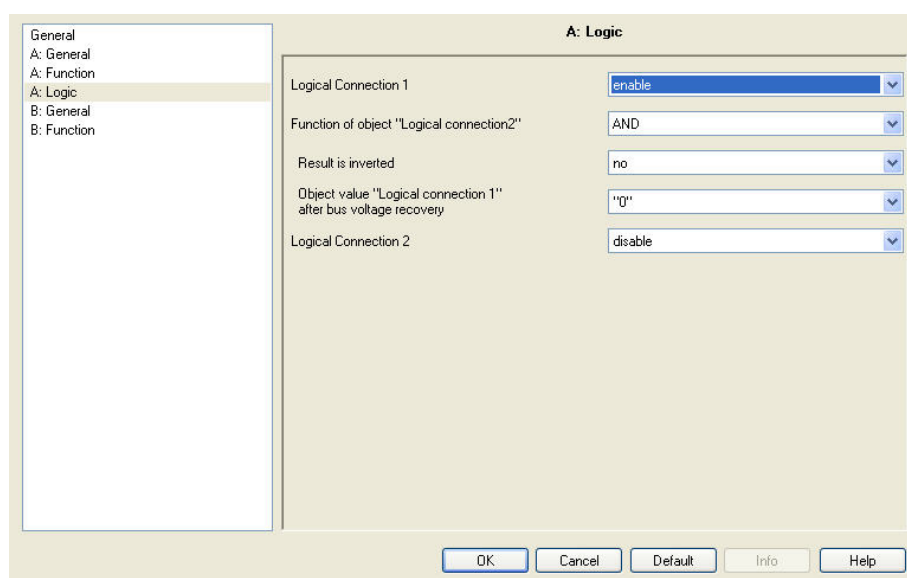 General
A: General
A: Function
A: Logic
B: General
B: Function
A: Logic
Logical Connection 1 enable
Function of object "Logical connection2" AND
Result is inverted no
Object value "Logical connection 1"
after bus voltage recovery "0"
Logical Connection 2 disable
OK Cancel Default Info Help